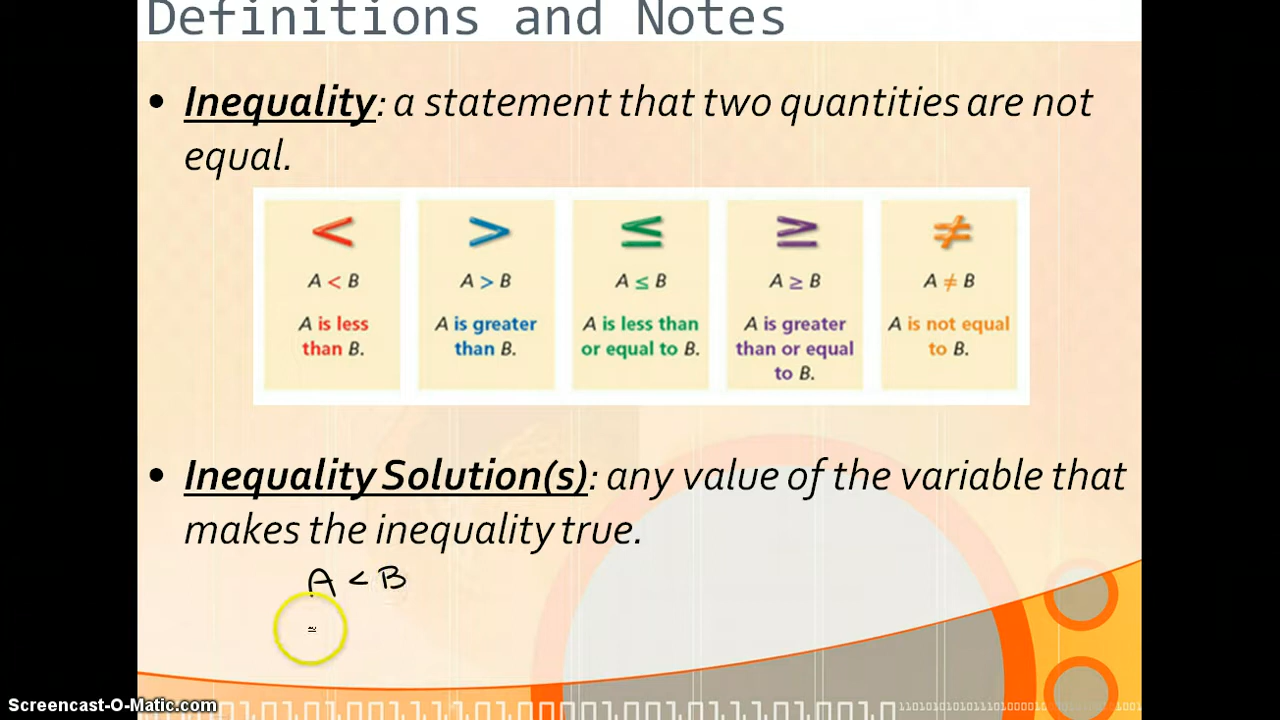 Definitions and Notes
• Inequality: a statement that two quantities are not
equal.
< > ≤ ≥ ≠
A < B A > B A ≤ B A ≥ B A ≠ B
A is less
than B.
A is greater
than B.
A is less than
or equal to B.
A is greater
than or equal
to B.
A is not equal
to B.
• Inequality Solution(s): any value of the variable that
makes the inequality true.
A < B
Screencast-O-Matic.com